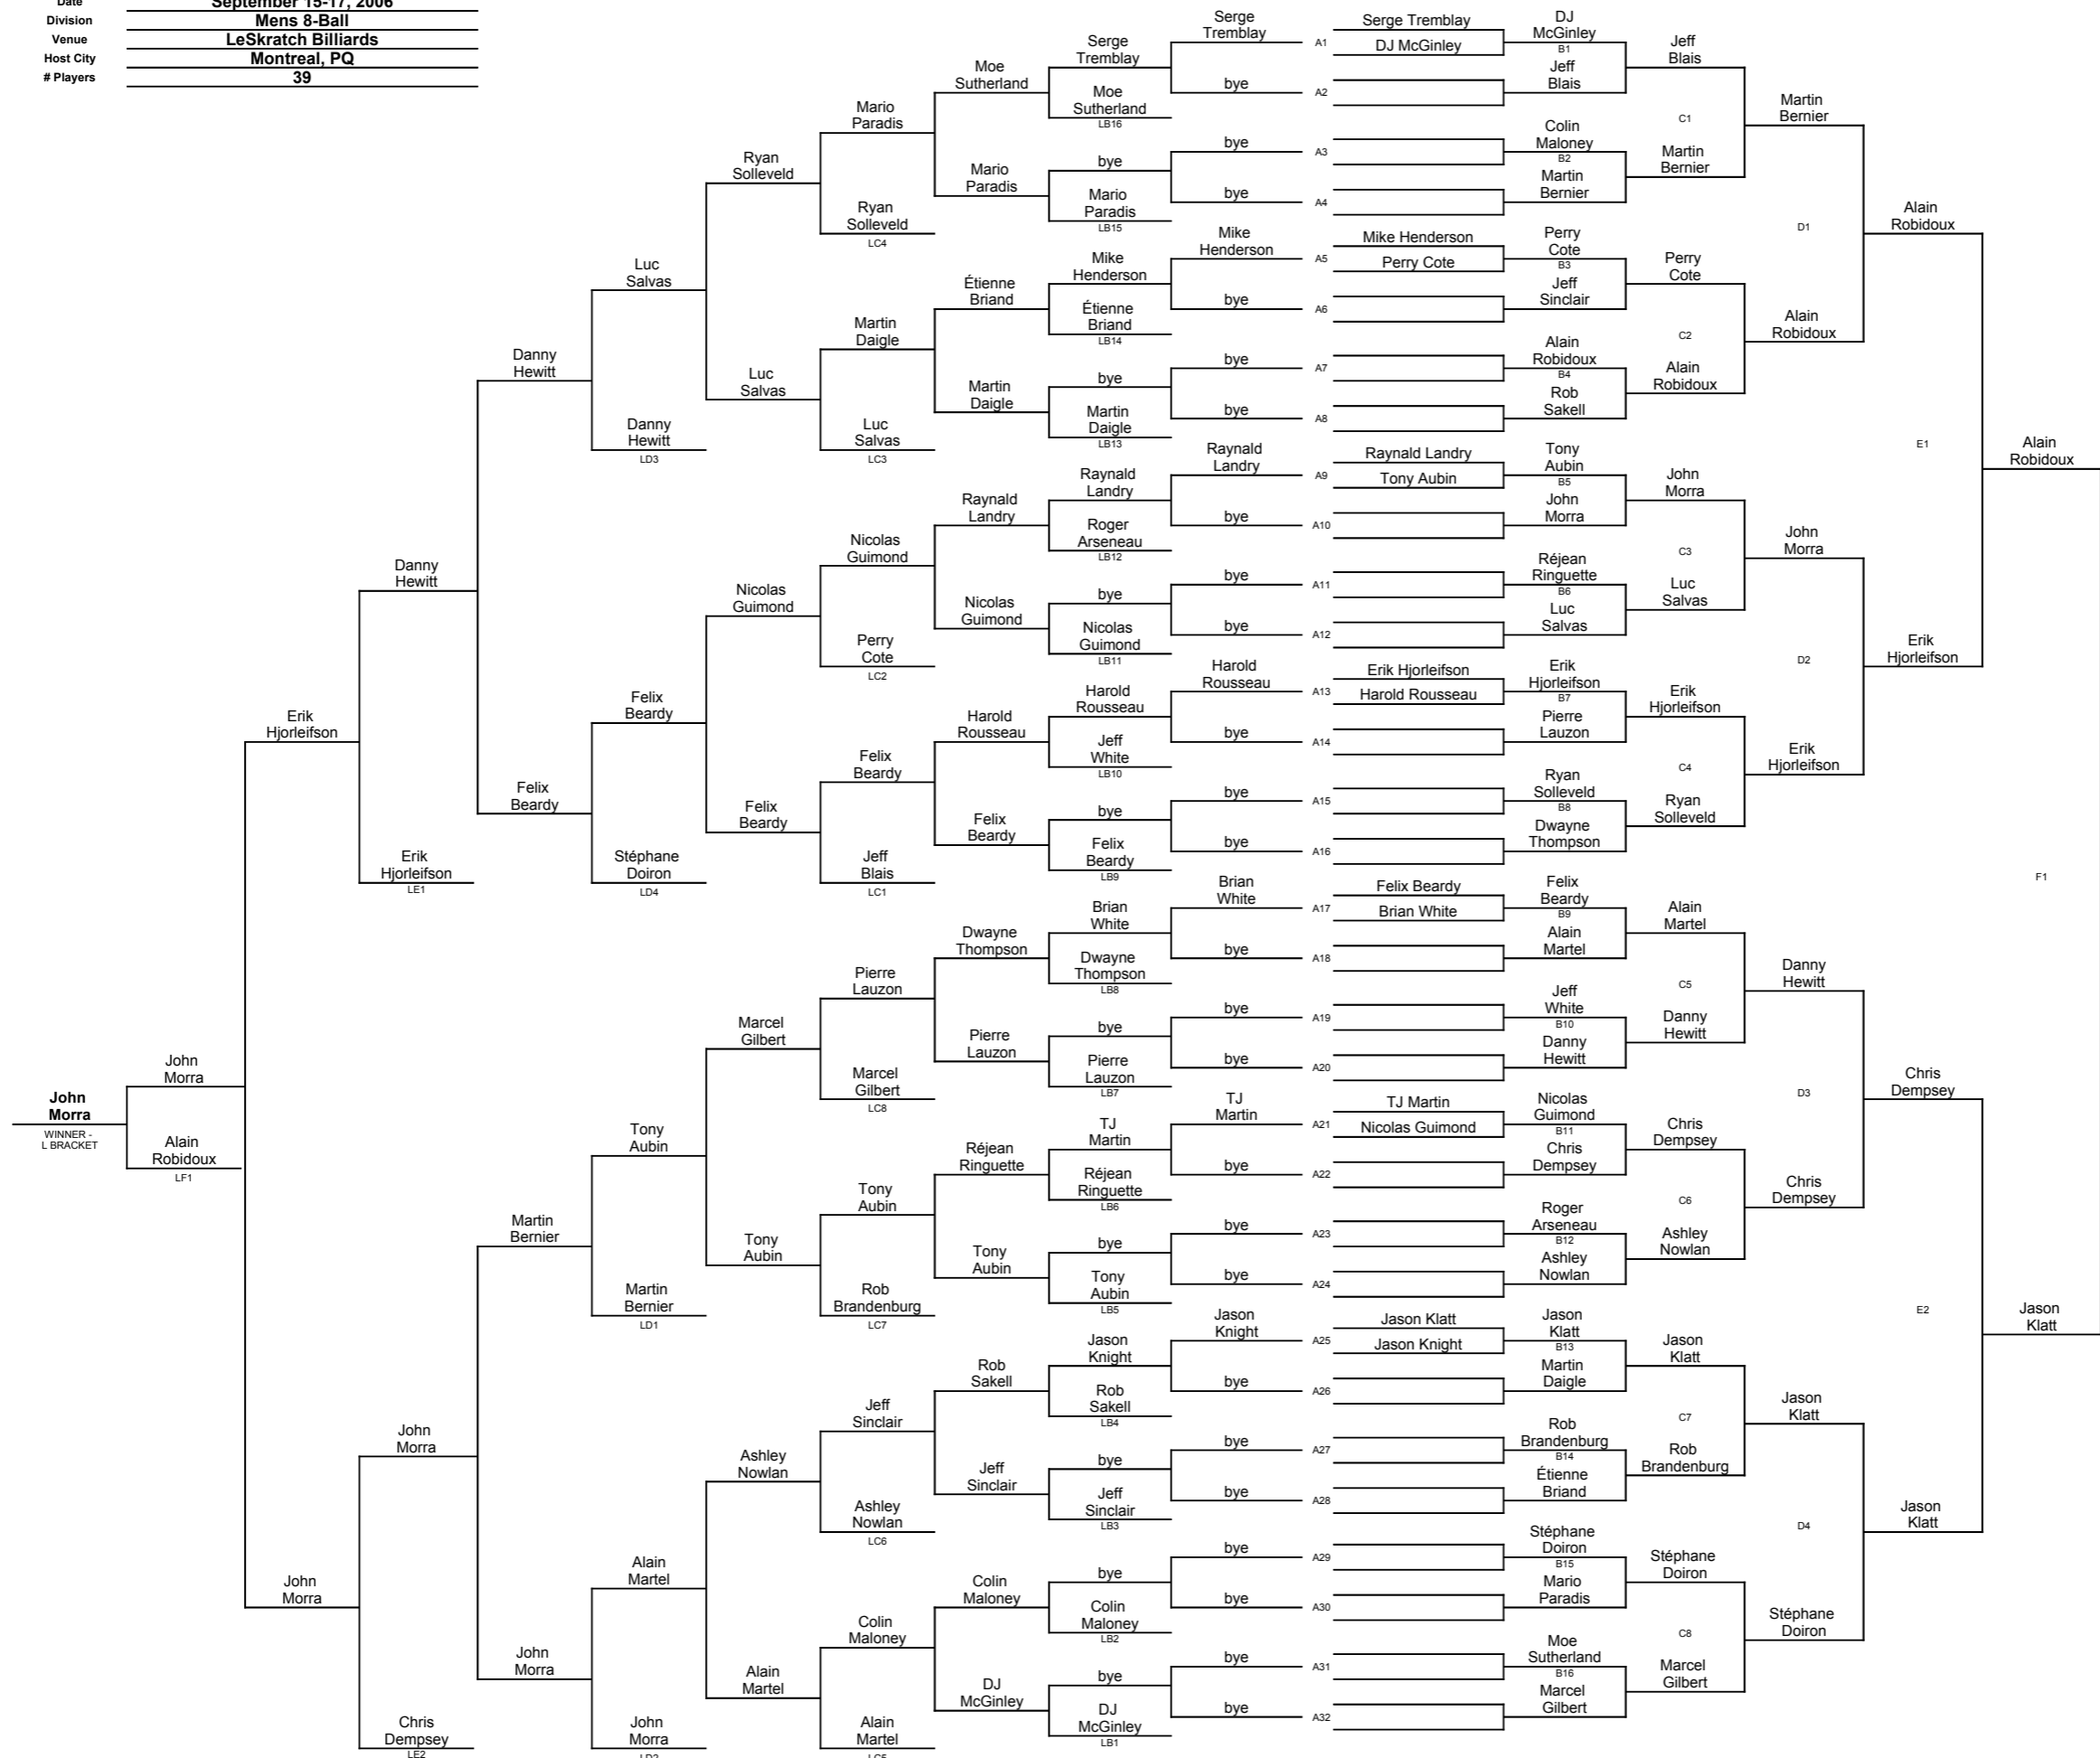 Date
September 15-17, 2006
Division
Mens 8-Ball
Venue
LeSkratch Billiards
Host City
Montreal, PQ
# Players
39
John
Morra
WINNER -
L BRACKET
John
Morra
Alain
Robidoux
LF1
Erik
Hjorleifson
John
Morra
Danny
Hewitt
Erik
Hjorleifson
LE1
John
Morra
Chris
Dempsey
LE2
Danny
Hewitt
Felix
Beardy
Martin
Bernier
John
Morra
Luc
Salvas
Danny
Hewitt
LD3
Felix
Beardy
Stéphane
Doiron
LD4
Tony
Aubin
Martin
Bernier
LD1
Alain
Martel
John
Morra
LD2
Ryan
Solleveld
Luc
Salvas
Nicolas
Guimond
Felix
Beardy
Marcel
Gilbert
Tony
Aubin
Ashley
Nowlan
Alain
Martel
Mario
Paradis
Ryan
Solleveld
LC4
Martin
Daigle
Luc
Salvas
LC3
Nicolas
Guimond
Perry
Cote
LC2
Felix
Beardy
Jeff
Blais
LC1
Pierre
Lauzon
Marcel
Gilbert
LC8
Tony
Aubin
Rob
Brandenburg
LC7
Jeff
Sinclair
Ashley
Nowlan
LC6
Colin
Maloney
Alain
Martel
LC5
Moe
Sutherland
Mario
Paradis
Étienne
Briand
Martin
Daigle
Raynald
Landry
Nicolas
Guimond
Harold
Rousseau
Felix
Beardy
Dwayne
Thompson
Pierre
Lauzon
Réjean
Ringuette
Tony
Aubin
Rob
Sakell
Jeff
Sinclair
Colin
Maloney
DJ
McGinley
Serge
Tremblay
Moe
Sutherland
LB16
bye
Mario
Paradis
LB15
Mike
Henderson
Étienne
Briand
LB14
bye
Martin
Daigle
LB13
Raynald
Landry
Roger
Arseneau
LB12
bye
Nicolas
Guimond
LB11
Harold
Rousseau
Jeff
White
LB10
bye
Felix
Beardy
LB9
Brian
White
Dwayne
Thompson
LB8
bye
Pierre
Lauzon
LB7
TJ
Martin
Réjean
Ringuette
LB6
bye
Tony
Aubin
LB5
Jason
Knight
Rob
Sakell
LB4
bye
Jeff
Sinclair
LB3
bye
Colin
Maloney
LB2
bye
DJ
McGinley
LB1
Serge
Tremblay
bye
bye
bye
Mike
Henderson
bye
bye
bye
Raynald
Landry
bye
bye
bye
Harold
Rousseau
bye
bye
bye
Brian
White
bye
bye
bye
TJ
Martin
bye
bye
bye
Jason
Knight
bye
bye
bye
bye
bye
bye
bye
A1
A2
A3
A4
A5
A6
A7
A8
A9
A10
A11
A12
A13
A14
A15
A16
A17
A18
A19
A20
A21
A22
A23
A24
A25
A26
A27
A28
A29
A30
A31
A32
Serge Tremblay
DJ McGinley
Mike Henderson
Perry Cote
Raynald Landry
Tony Aubin
Erik Hjorleifson
Harold Rousseau
Felix Beardy
Brian White
TJ Martin
Nicolas Guimond
Jason Klatt
Jason Knight
DJ
McGinley
B1
Jeff
Blais
Colin
Maloney
B2
Martin
Bernier
Perry
Cote
B3
Jeff
Sinclair
Alain
Robidoux
B4
Rob
Sakell
Tony
Aubin
B5
John
Morra
Réjean
Ringuette
B6
Luc
Salvas
Erik
Hjorleifson
B7
Pierre
Lauzon
Ryan
Solleveld
B8
Dwayne
Thompson
Felix
Beardy
B9
Alain
Martel
Jeff
White
B10
Danny
Hewitt
Nicolas
Guimond
B11
Chris
Dempsey
Roger
Arseneau
B12
Ashley
Nowlan
Jason
Klatt
B13
Martin
Daigle
Rob
Brandenburg
B14
Étienne
Briand
Stéphane
Doiron
B15
Mario
Paradis
Moe
Sutherland
B16
Marcel
Gilbert
Jeff
Blais
C1
Martin
Bernier
Perry
Cote
C2
Alain
Robidoux
John
Morra
C3
Luc
Salvas
Erik
Hjorleifson
C4
Ryan
Solleveld
Alain
Martel
C5
Danny
Hewitt
Chris
Dempsey
C6
Ashley
Nowlan
Jason
Klatt
C7
Rob
Brandenburg
Stéphane
Doiron
C8
Marcel
Gilbert
Martin
Bernier
D1
Alain
Robidoux
John
Morra
D2
Erik
Hjorleifson
Danny
Hewitt
D3
Chris
Dempsey
Jason
Klatt
D4
Stéphane
Doiron
Alain
Robidoux
E1
Erik
Hjorleifson
Chris
Dempsey
E2
Jason
Klatt
Alain
Robidoux
F1
Jason
Klatt